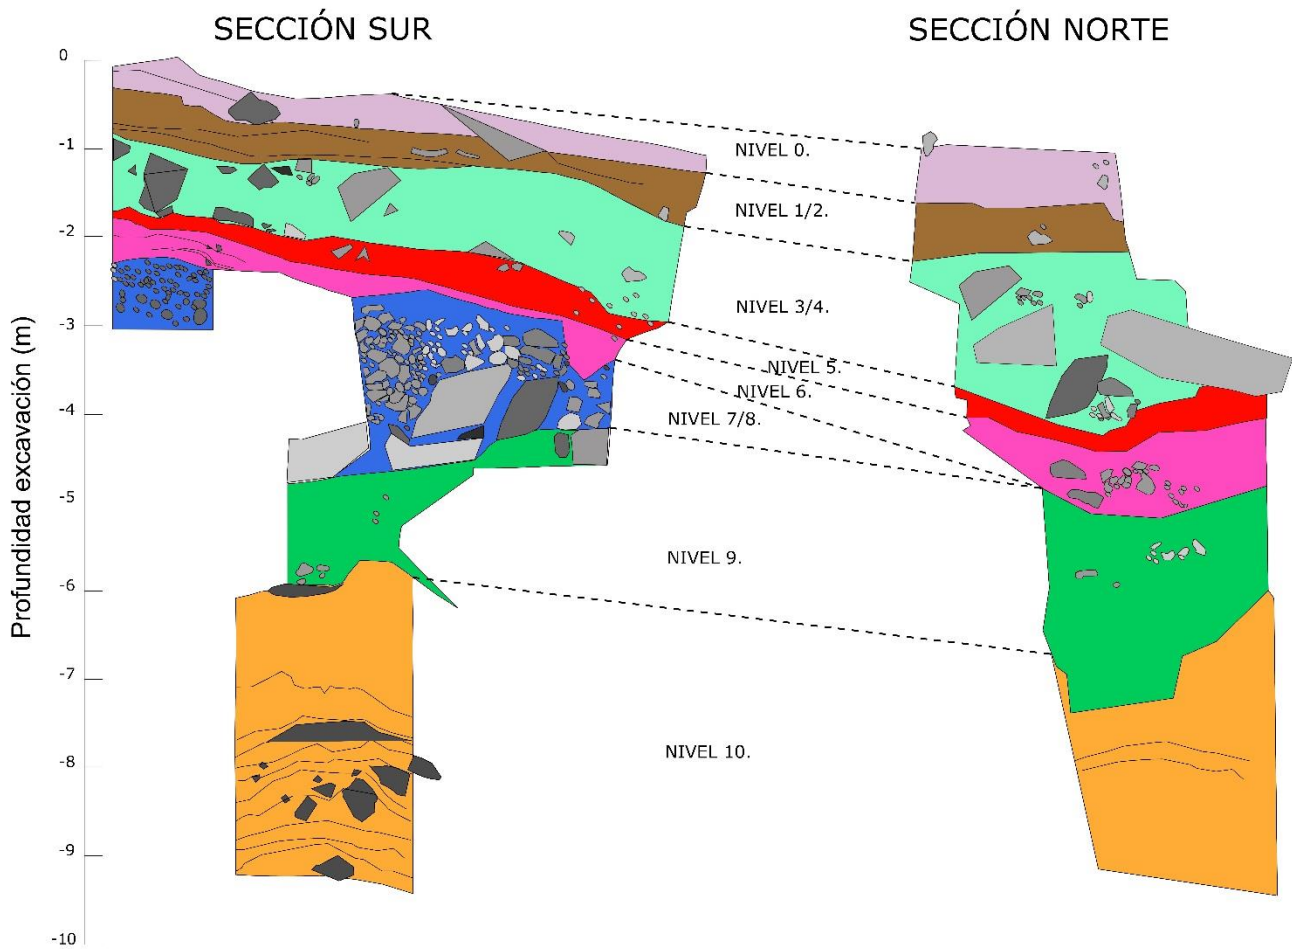 SECCIÓN SUR
SECCIÓN NORTE
Profundidad excavación (m)
0
-1
-2
-3
-4
-5
-6
-7
-8
-9
-10
NIVEL 0.
NIVEL 1/2.
NIVEL 3/4.
NIVEL 5.
NIVEL 6.
NIVEL 7/8.
NIVEL 9.
NIVEL 10.